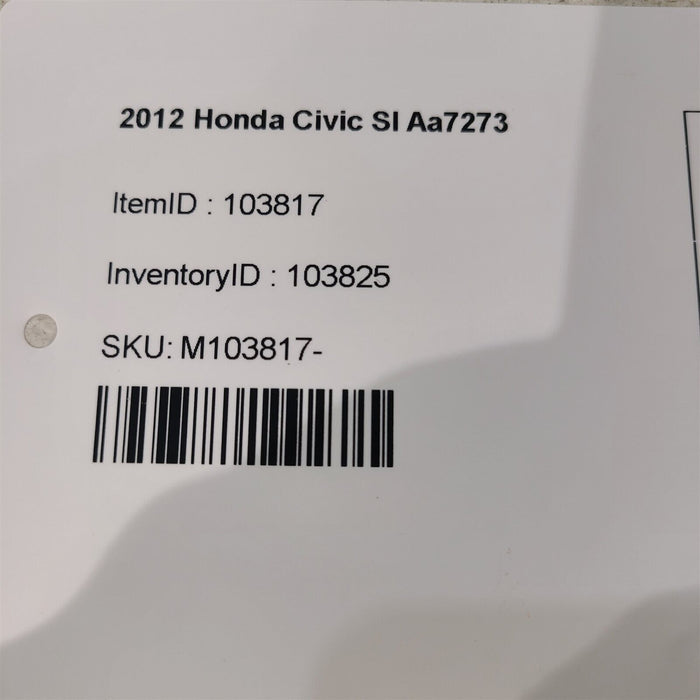 2012 Honda Civic SI Aa7273
ItemID : 103817
InventoryID : 103825
SKU: M103817-